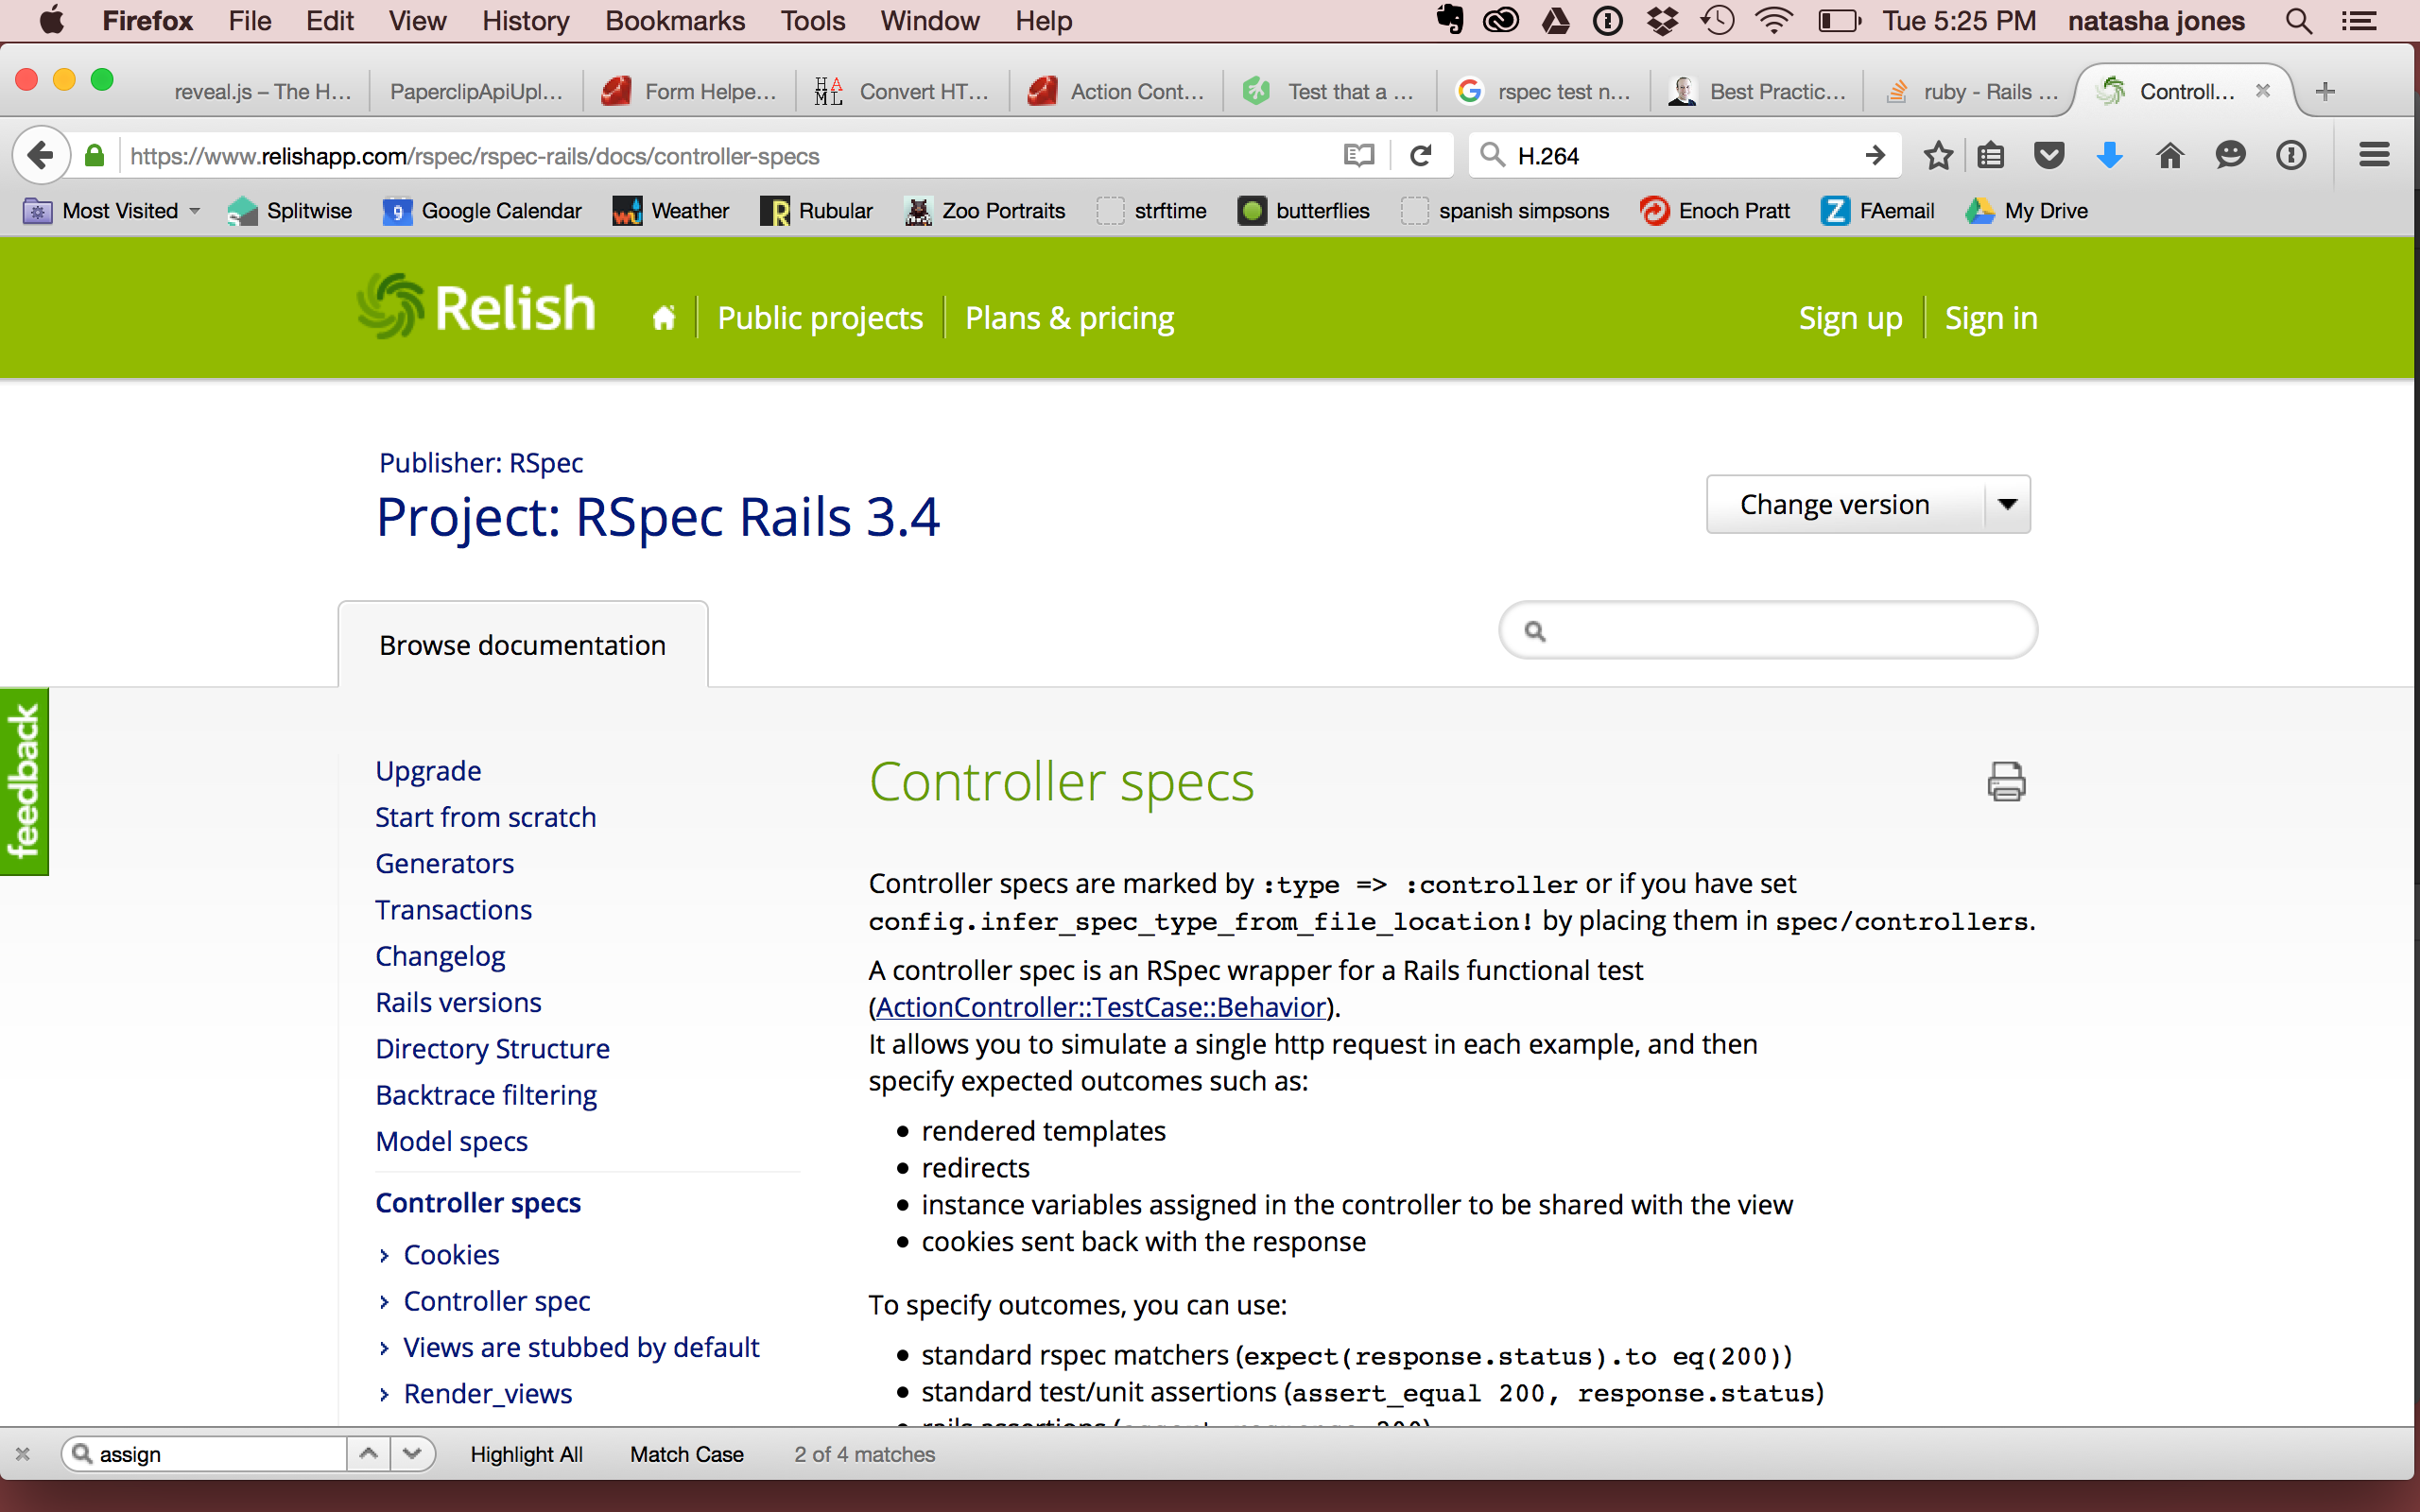 Firefox File Edit View History Bookmarks Tools Window Help Tue 5:25 PM natasha jones
reveal.js – The H... PaperclipApiUpl... Form Helpe... HAML Convert HT... Action Cont... Test that a ... rspec test n... Best Practic... ruby - Rails ... Controll...
https://www.relishapp.com/rspec/rspec-rails/docs/controller-specs H.264
Most Visited Splitwise 9 Google Calendar wu Weather R Rubular Zoo Portraits strftime butterflies spanish simpsons Enoch Pratt Z FAemail My Drive
Relish Public projects Plans & pricing Sign up Sign in
Publisher: RSpec
Project: RSpec Rails 3.4
Change version
Browse documentation
feedback
Upgrade
Start from scratch
Generators
Transactions
Changelog
Rails versions
Directory Structure
Backtrace filtering
Model specs
Controller specs
Cookies
Controller spec
Views are stubbed by default
Render_views
Controller specs
Controller specs are marked by :type => :controller or if you have set
config.infer_spec_type_from_file_location! by placing them in spec/controllers.
A controller spec is an RSpec wrapper for a Rails functional test
(ActionController::TestCase::Behavior).
It allows you to simulate a single http request in each example, and then
specify expected outcomes such as:
• rendered templates
• redirects
• instance variables assigned in the controller to be shared with the view
• cookies sent back with the response
To specify outcomes, you can use:
• standard rspec matchers (expect(response.status).to eq(200))
• standard test/unit assertions (assert_equal 200, response.status)
assign Highlight All Match Case 2 of 4 matches